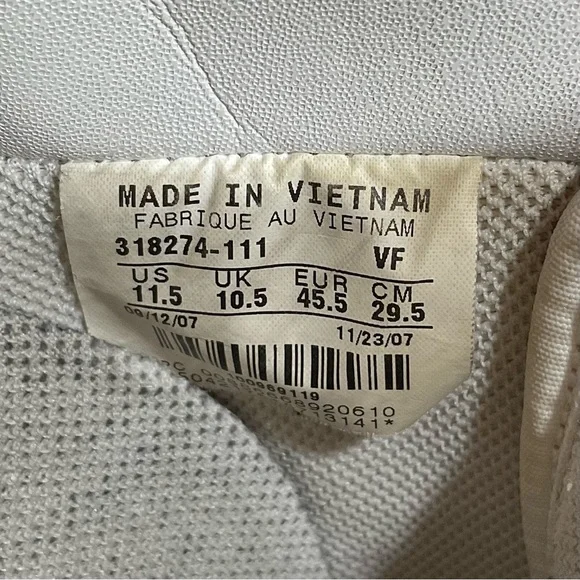 MADE IN VIETNAM
FABRIQUE AU VIETNAM
318274-111 VF
US UK EUR CM
11.5 10.5 45.5 29.5
09/12/07 11/23/07
13141*